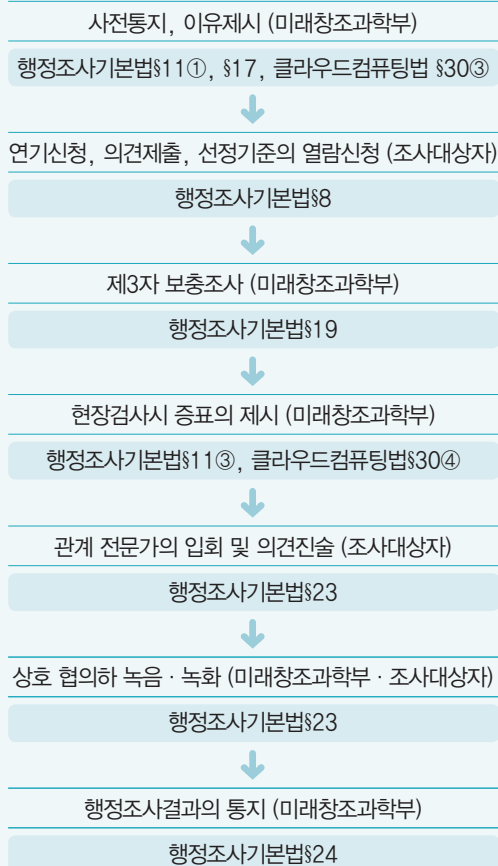 사전통지, 이유제시 (미래창조과학부)
행정조사기본법§11①, §17, 클라우드컴퓨팅법 §30③
연기신청, 의견제출, 선정기준의 열람신청 (조사대상자)
행정조사기본법§8
제3자 보충조사 (미래창조과학부)
행정조사기본법§19
현장검사시 증표의 제시 (미래창조과학부)
행정조사기본법§11③, 클라우드컴퓨팅법§30④
관계 전문가의 입회 및 의견진술 (조사대상자)
행정조사기본법§23
상호 협의하 녹음 · 녹화 (미래창조과학부 · 조사대상자)
행정조사기본법§23
행정조사결과의 통지 (미래창조과학부)
행정조사기본법§24